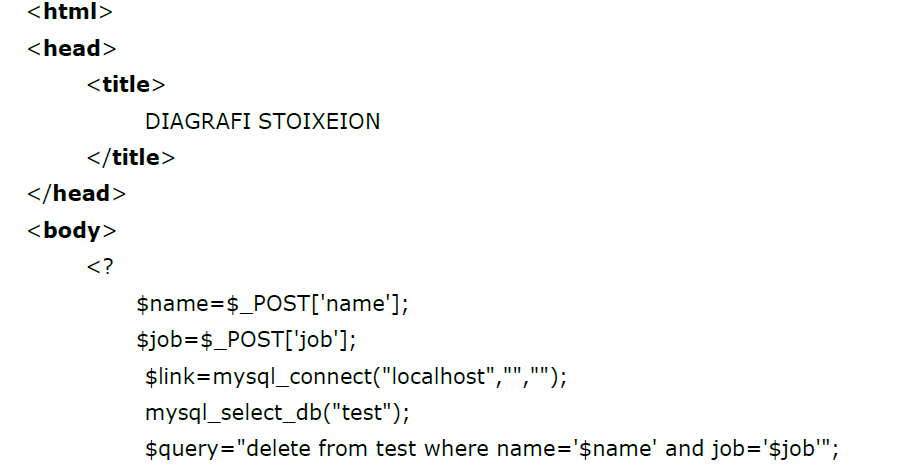 <html>
<head>
<title>
DIAGRAFI STOIXEION
</title>
</head>
<body>
<?
$name=$_POST['name'];
$job=$_POST['job'];
$link=mysql_connect("localhost","","");
mysql_select_db("test");
$query="delete from test where name='$name' and job='$job'";